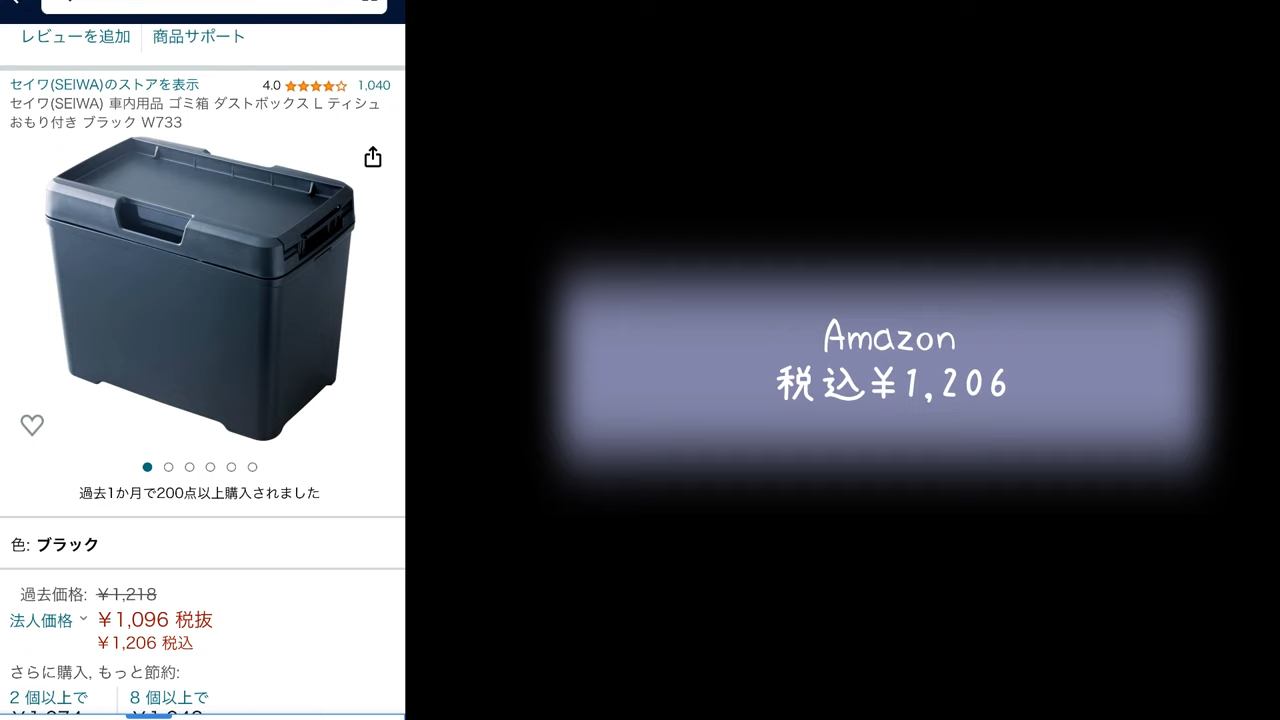 レビューを追加
商品サポート
セイワ(SEIWA)のストアを表示
4.0
1,040
セイワ(SEIWA) 車内用品 ゴミ箱 ダストボックス L ティシュ
おもり付き ブラック W733
過去1か月で200点以上購入されました
色: ブラック
過去価格: ￥1,218
法人価格 ￥1,096 税抜
￥1,206 税込
さらに購入, もっと節約:
2 個以上で
8 個以上で
Amazon
税込￥1,206